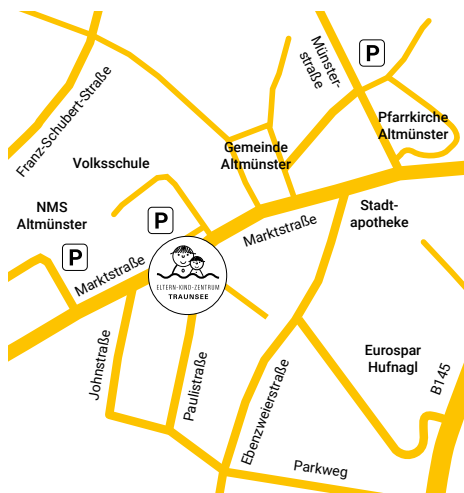 Münster-
straße
P
Franz-Schubert-Straße
Pfarrkirche
Altmünster
Gemeinde
Altmünster
Volksschule
NMS
Altmünster
P
Stadt-
apotheke
Marktstraße
P
Marktstraße
ELTERN-KIND-ZENTRUM
TRAUNSEE
Johnstraße
Paulistraße
Ebenzweierstraße
Eurospar
Hufnagl
B145
Parkweg